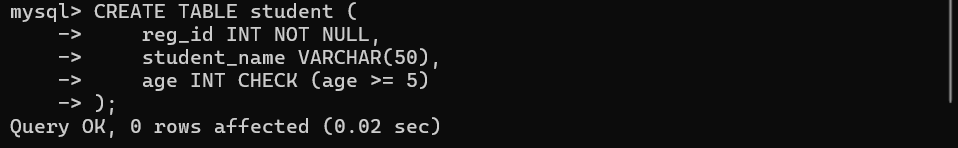 mysql> CREATE TABLE student (
    ->     reg_id INT NOT NULL,
    ->     student_name VARCHAR(50),
    ->     age INT CHECK (age >= 5)
    -> );
Query OK, 0 rows affected (0.02 sec)